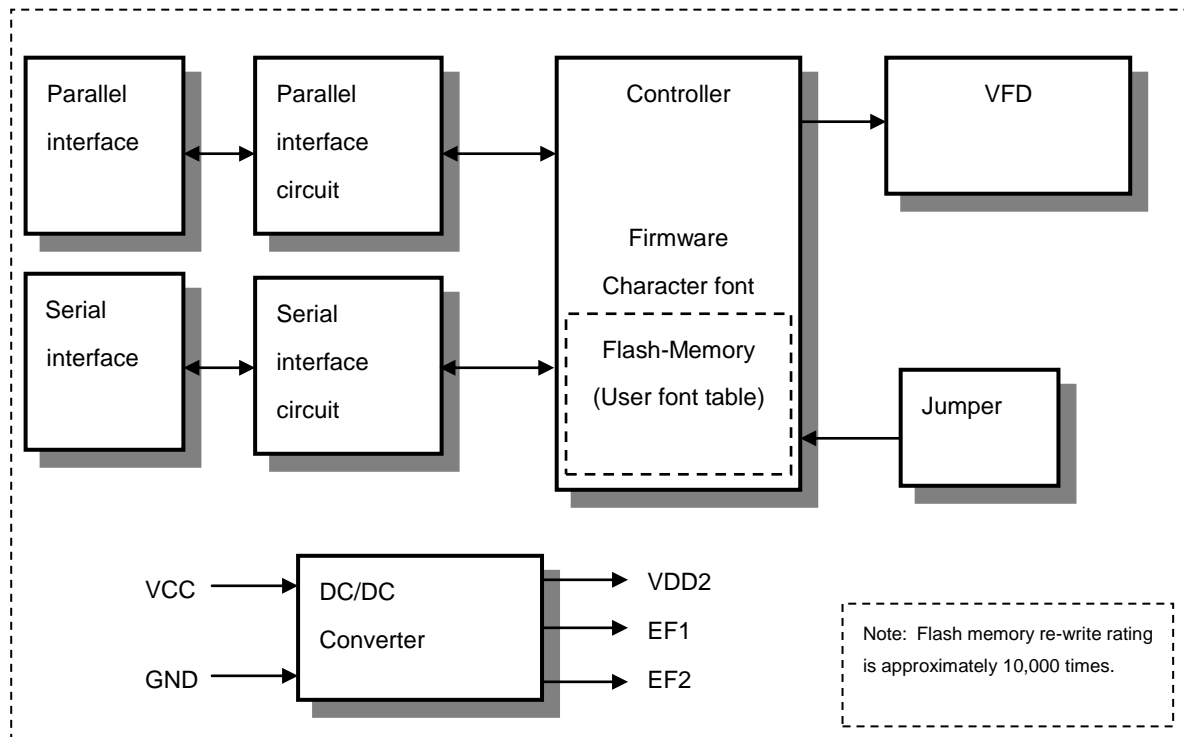 Parallel
interface
Parallel
interface
circuit
Controller
Firmware
Character font
Flash-Memory
(User font table)
VFD
Serial
interface
Serial
interface
circuit
Jumper
VCC
GND
DC/DC
Converter
VDD2
EF1
EF2
Note:  Flash memory re-write rating
is approximately 10,000 times.